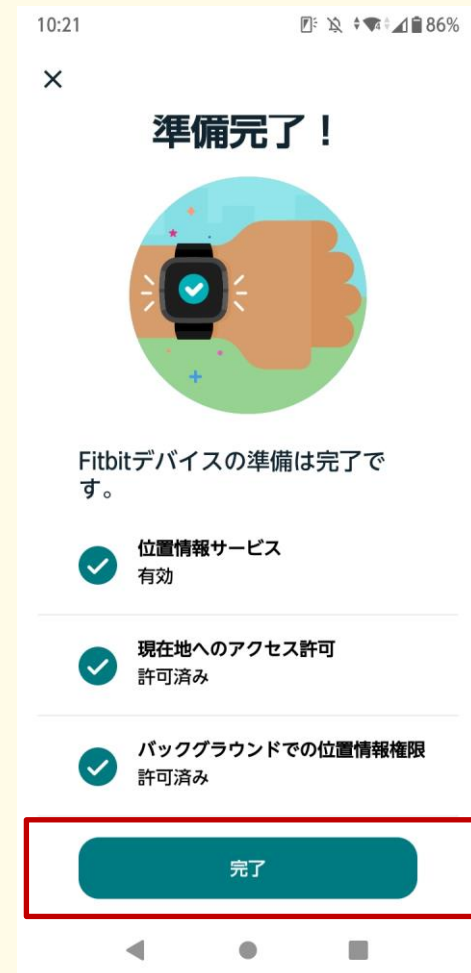 10:21
86%
準備完了！
Fitbitデバイスの準備は完了で
す。
位置情報サービス
有効
現在地へのアクセス許可
許可済み
バックグラウンドでの位置情報権限
許可済み
完了